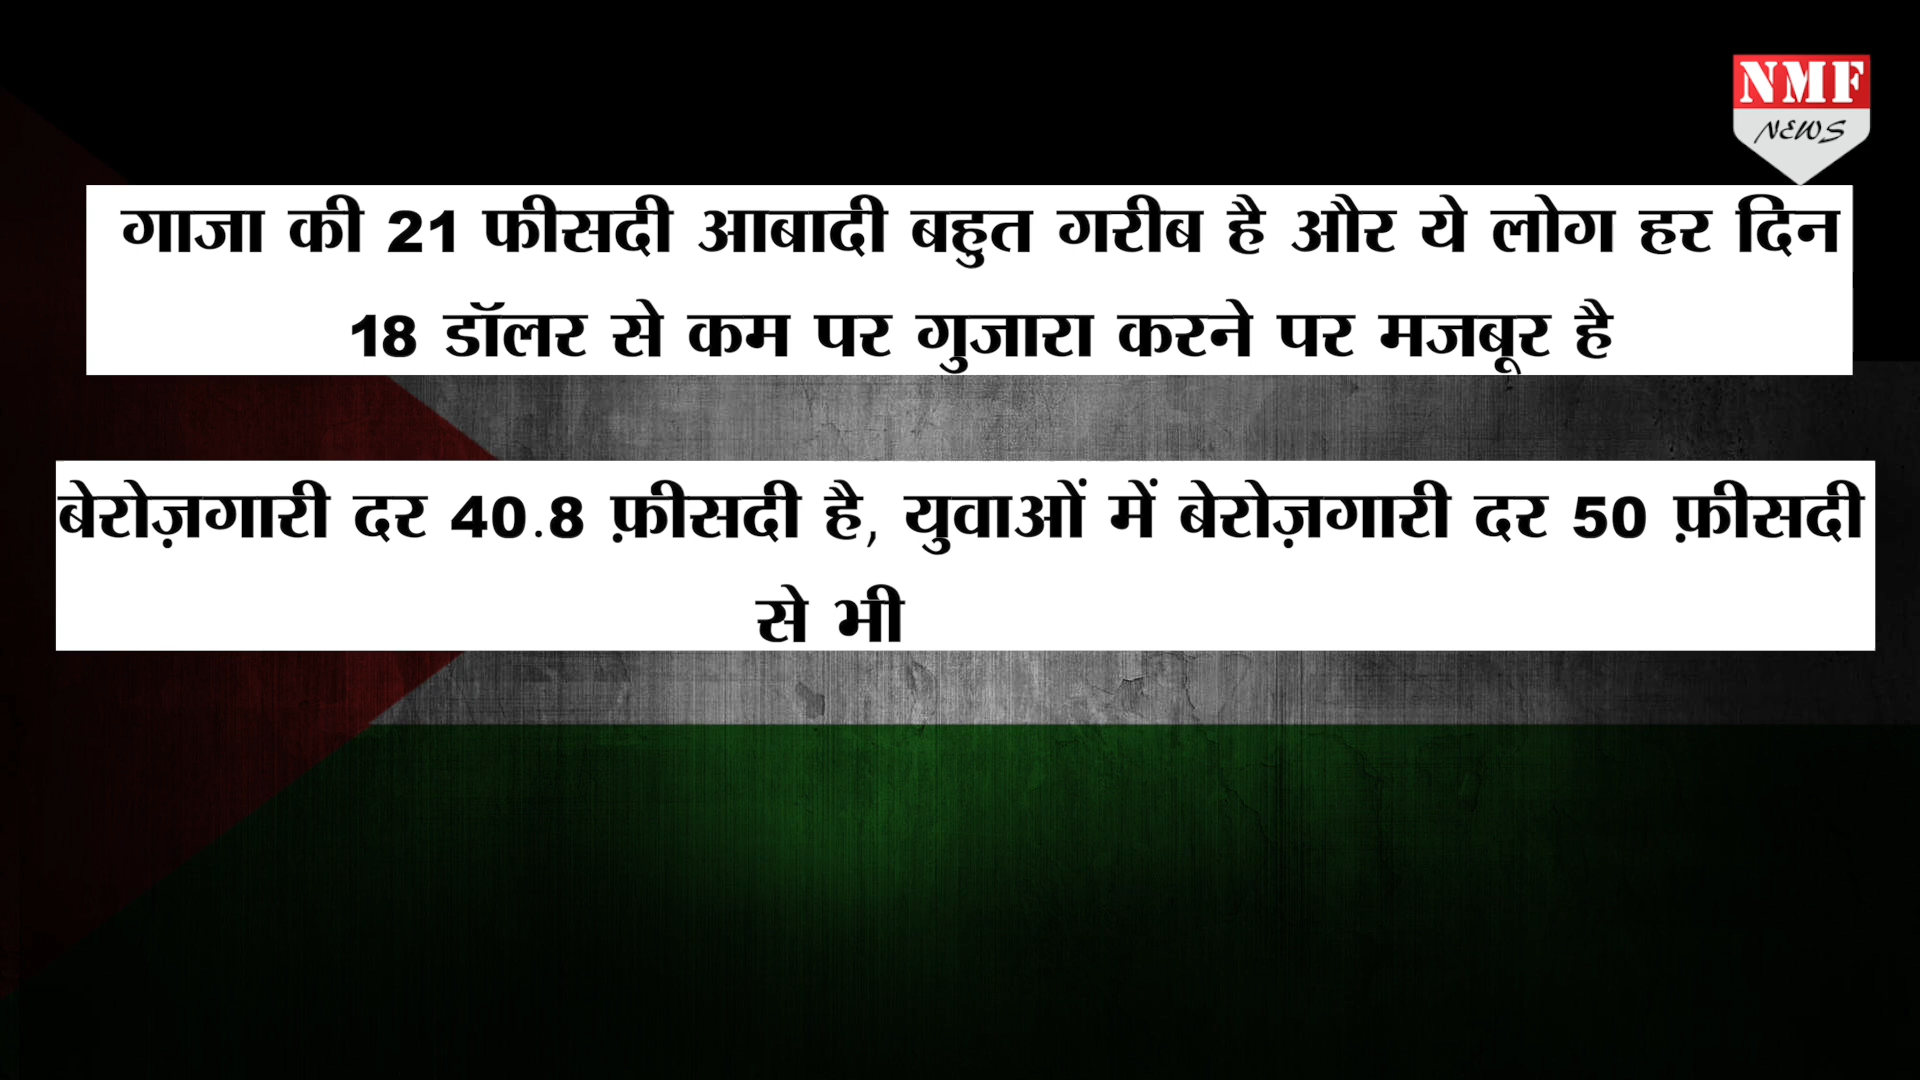 NMF
NEWS
गाजा की 21 फीसदी आबादी बहुत गरीब है और ये लोग हर दिन
18 डॉलर से कम पर गुजारा करने पर मजबूर है
बेरोज़गारी दर 40.8 फ़ीसदी है, युवाओं में बेरोज़गारी दर 50 फ़ीसदी
से भी